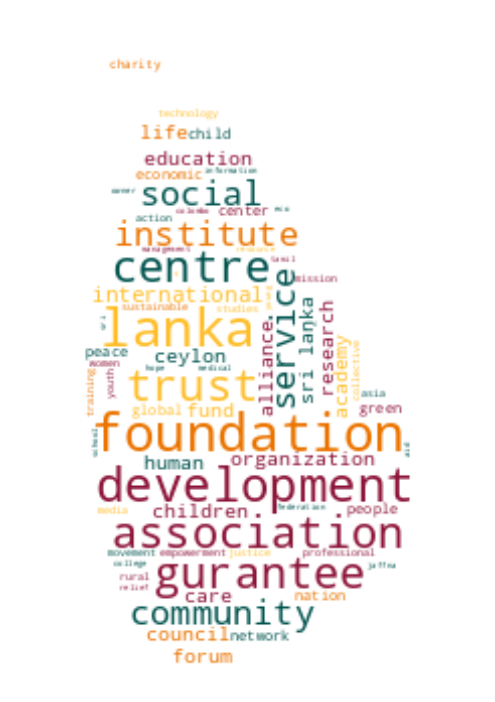 charity
technology
life child
education
economic information
owner social
colombo center eco
action
institute
management resource
centre tamil
mission
international service
sustainable studies
sri lanka alliance. sri lanka research
peace ceylon
women hope medical
trust academy collective
training youth asia
global fund green
school foundation aid
human organization
development
media children. federation people
association
movement empowerment justice professional
college gurantee jaffna
rural
relief care nation
community
council network
forum